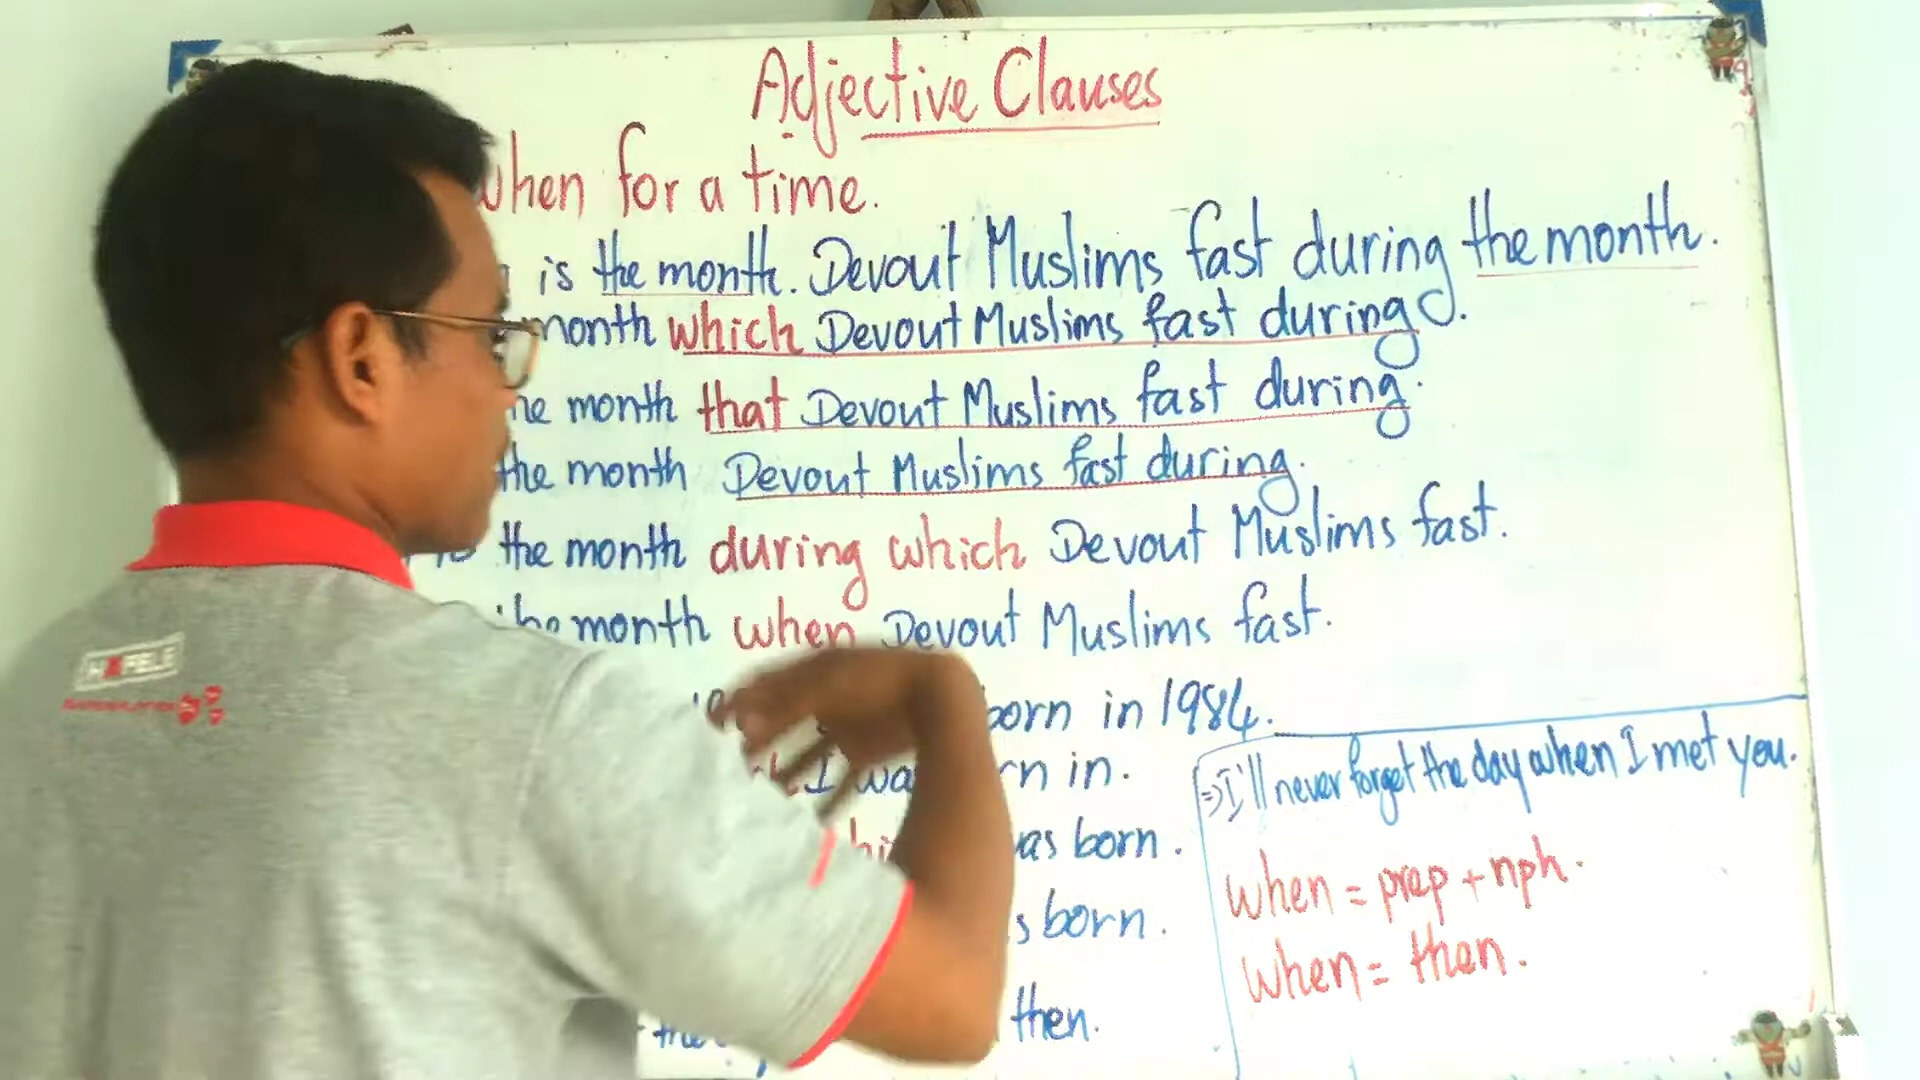 Adjective Clauses
when for a time.
is the month. Devout Muslims fast during the month.
month which Devout Muslims fast during.
the month that Devout Muslims fast during.
the month Devout Muslims fast during.
the month during which Devout Muslims fast.
the month when Devout Muslims fast.
born in 1984.
I was in.
as born.
s born.
then.
⇒ I'll never forget the day when I met you.
when = prep + nph.
when = then.
HÄFELE